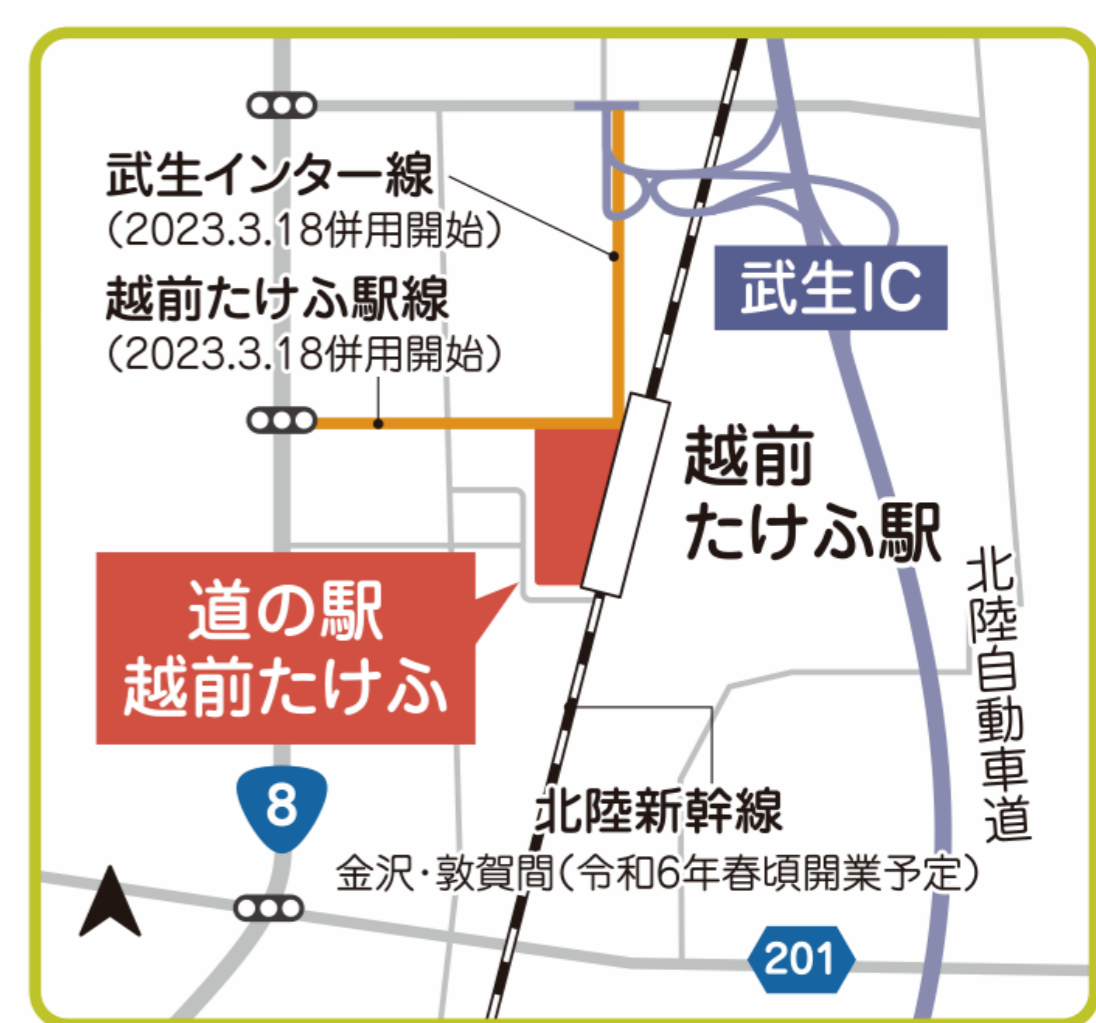 武生インター線
（2023.3.18併用開始）
越前たけふ駅線
（2023.3.18併用開始）
武生IC
越前
たけふ駅
道の駅
越前たけふ
北陸自動車道
8
北陸新幹線
金沢・敦賀間（令和6年春頃開業予定）
201